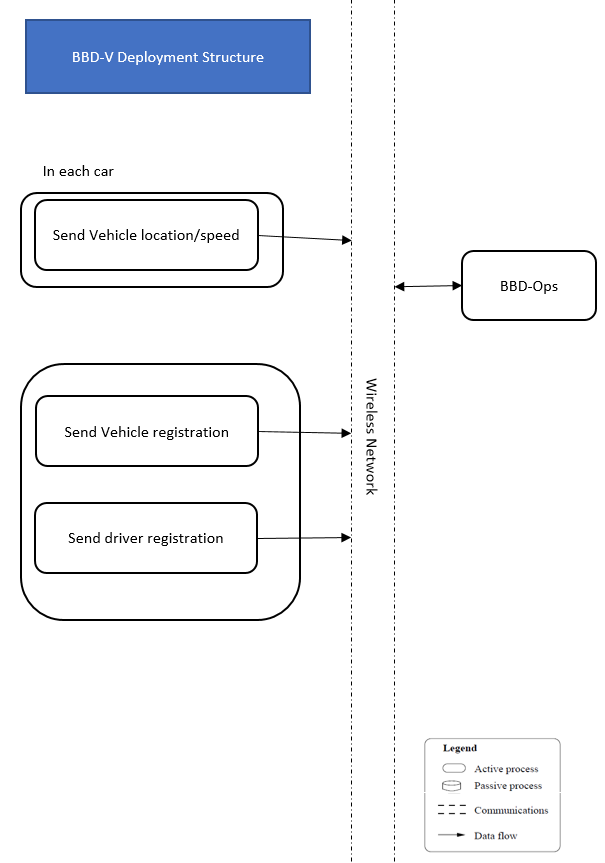 BBD-V Deployment Structure
In each car
Send Vehicle location/speed
BBD-Ops
Wireless Network
Send Vehicle registration
Send driver registration
Legend
Active process
Passive process
Communications
Data flow